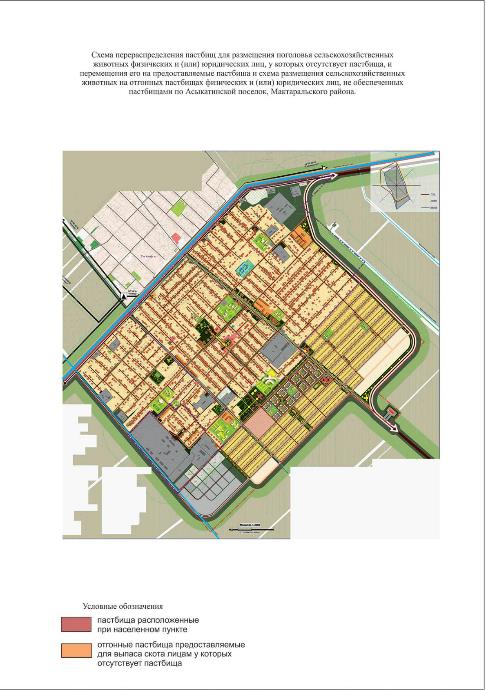 Схема перераспределения пастбищ для размещения поголовья сельскохозяйственных
животных физических и (или) юридических лиц, у которых отсутствует пастбища, и
перемещения его на предоставляемые пастбища и схема размещения сельскохозяйственных
животных на отгонных пастбищах физических и (или) юридических лиц, не обеспеченных
пастбищами по Асыкатинской поселок, Мактаральского района.
Условные обозначения
пастбища расположенные
при населенном пункте
отгонные пастбища предоставляемые
для выпаса скота лицам у которых
отсутствует пастбища